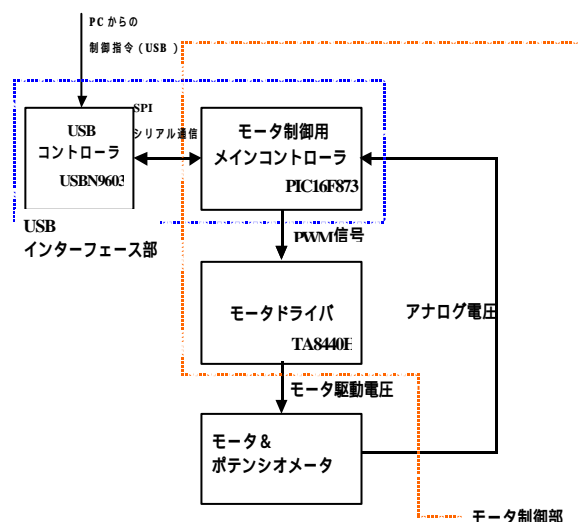 PC からの
制御指令（USB ）
SPI
シリアル通信
USB
コントローラ
USBN9603
モータ制御用
メインコントローラ
PIC16F873
USB
インターフェース部
PWM信号
モータドライバ
TA8440H
アナログ電圧
モータ駆動電圧
モータ＆
ポテンシオメータ
モータ制御部